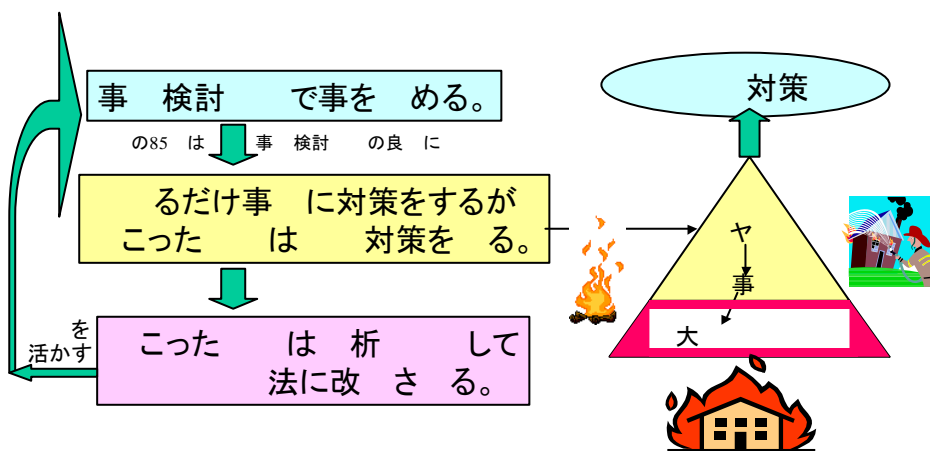 事 検討 で事を める。
の85 は 事 検討 の良 に
るだけ事 に対策をするが
こった は 対策を る。
こった は 析 して
法に改 さ る。
を
活かす
対策
ヤ
事
大